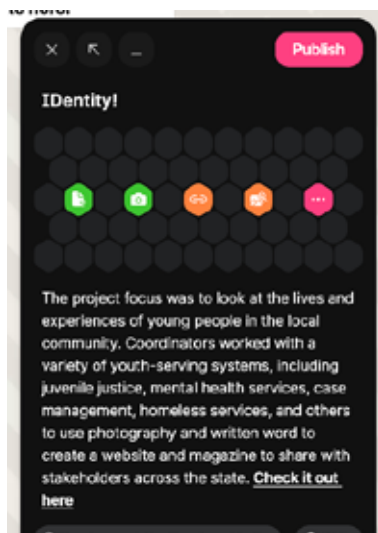 Publish
IDentity!
The project focus was to look at the lives and
experiences of young people in the local
community. Coordinators worked with a
variety of youth-serving systems, including
juvenile justice, mental health services, case
management, homeless services, and others
to use photography and written word to
create a website and magazine to share with
stakeholders across the state. Check it out
here